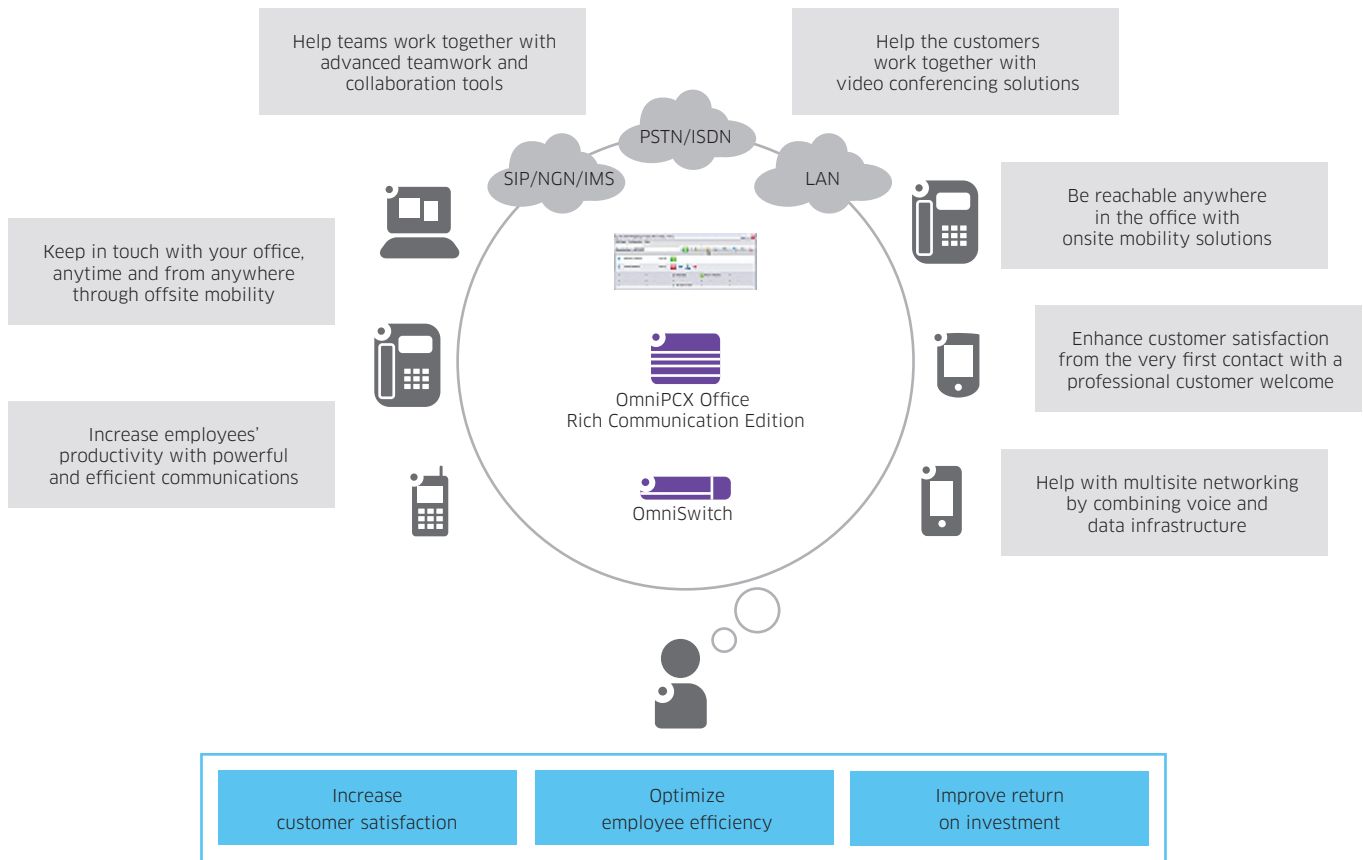 Help teams work together with
advanced teamwork and
collaboration tools
Help the customers
work together with
video conferencing solutions
PSTN/ISDN
SIP/NGN/IMS
LAN
Keep in touch with your office,
anytime and from anywhere
through offsite mobility
Be reachable anywhere
in the office with
onsite mobility solutions
Enhance customer satisfaction
from the very first contact with a
professional customer welcome
OmniPCX Office
Rich Communication Edition
Increase employees’
productivity with powerful
and efficient communications
Help with multisite networking
by combining voice and
data infrastructure
OmniSwitch
Increase
customer satisfaction
Optimize
employee efficiency
Improve return
on investment